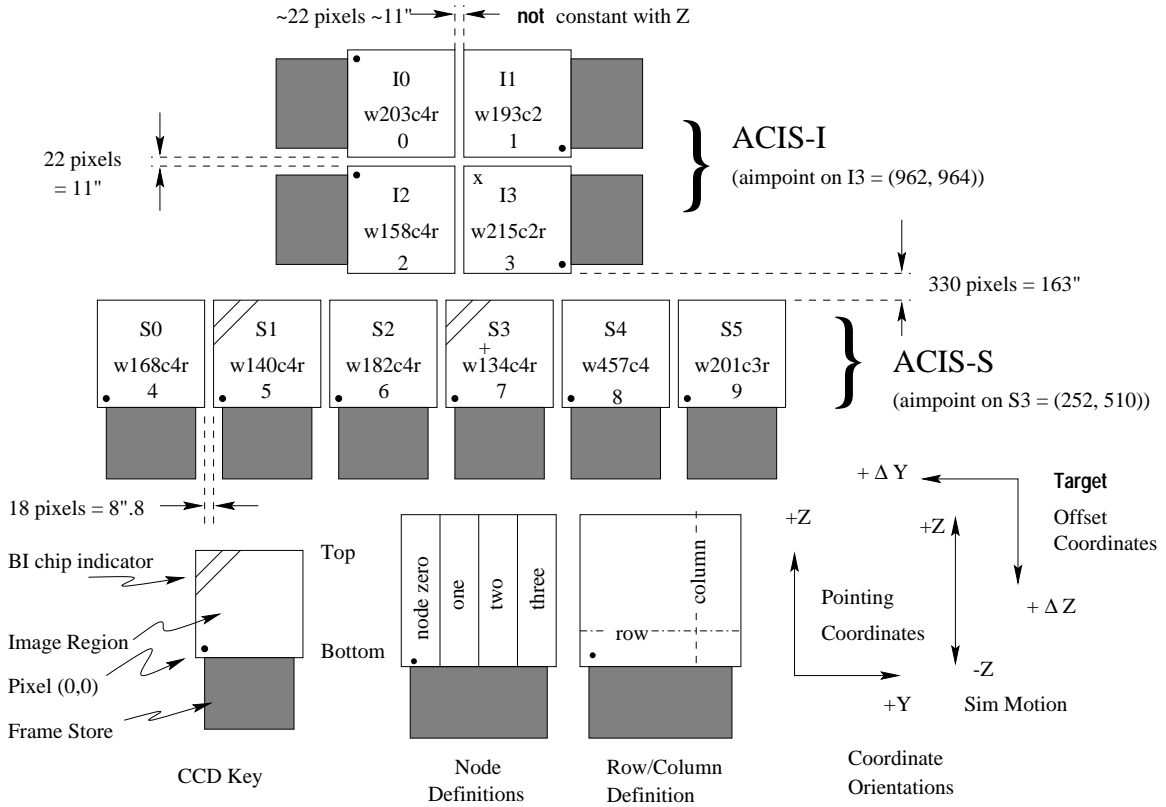 ~22 pixels ~11" not constant with Z
I0
w203c4r
0
I1
w193c2
1
22 pixels
= 11"
I2
w158c4r
2
x
I3
w215c2r
3
ACIS-I
(aimpoint on I3 = (962, 964))
330 pixels = 163"
S0
w168c4r
4
S1
w140c4r
5
S2
w182c4r
6
S3
+
w134c4r
7
S4
w457c4
8
S5
w201c3r
9
ACIS-S
(aimpoint on S3 = (252, 510))
18 pixels = 8".8
BI chip indicator
Image Region
Pixel (0,0)
Frame Store
Top
Bottom
CCD Key
node zero
one
two
three
Node
Definitions
row
column
Row/Column
Definition
+Z
Pointing
Coordinates
+Y
+Z
-Z
Sim Motion
+ Δ Y
Target
Offset
Coordinates
+ Δ Z
Coordinate
Orientations